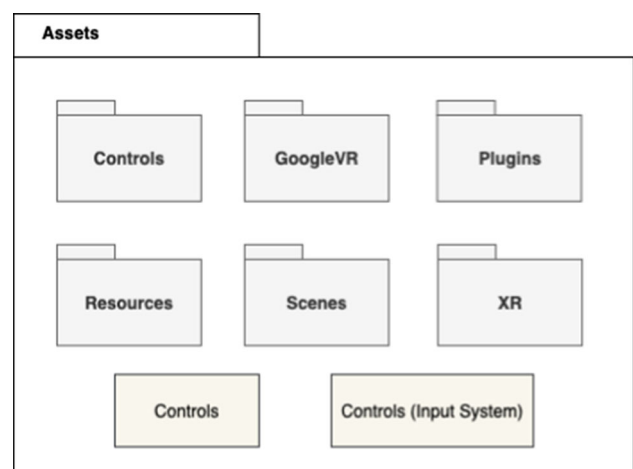 Assets
Controls
GoogleVR
Plugins
Resources
Scenes
XR
Controls
Controls (Input System)